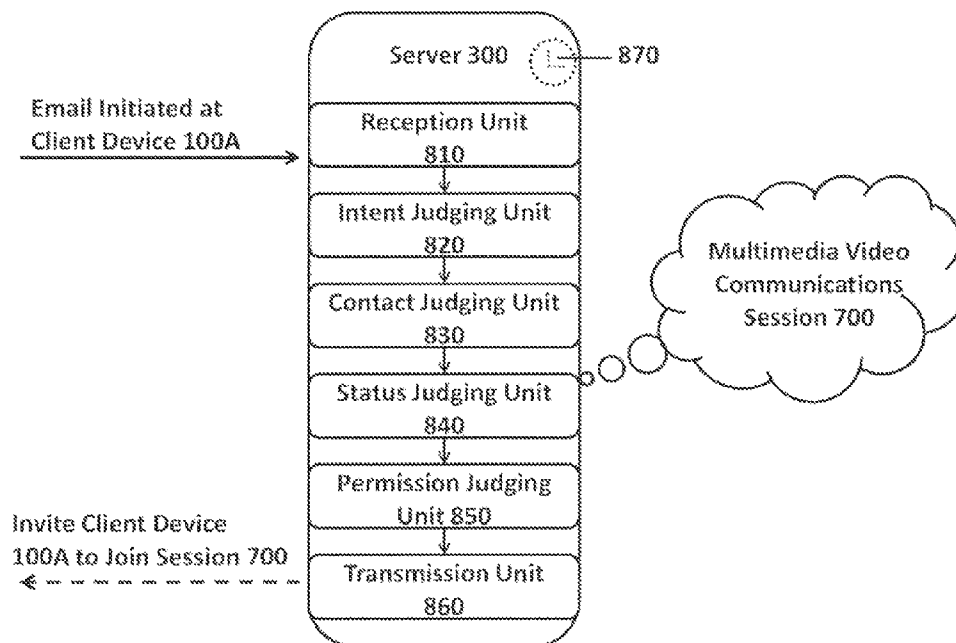 Server 300
870
Email Initiated at
Client Device 100A
Reception Unit
810
Intent Judging Unit
820
Contact Judging Unit
830
Status Judging Unit
840
Permission Judging
Unit 850
Transmission Unit
860
Multimedia Video
Communications
Session 700
Invite Client Device
100A to Join Session 700